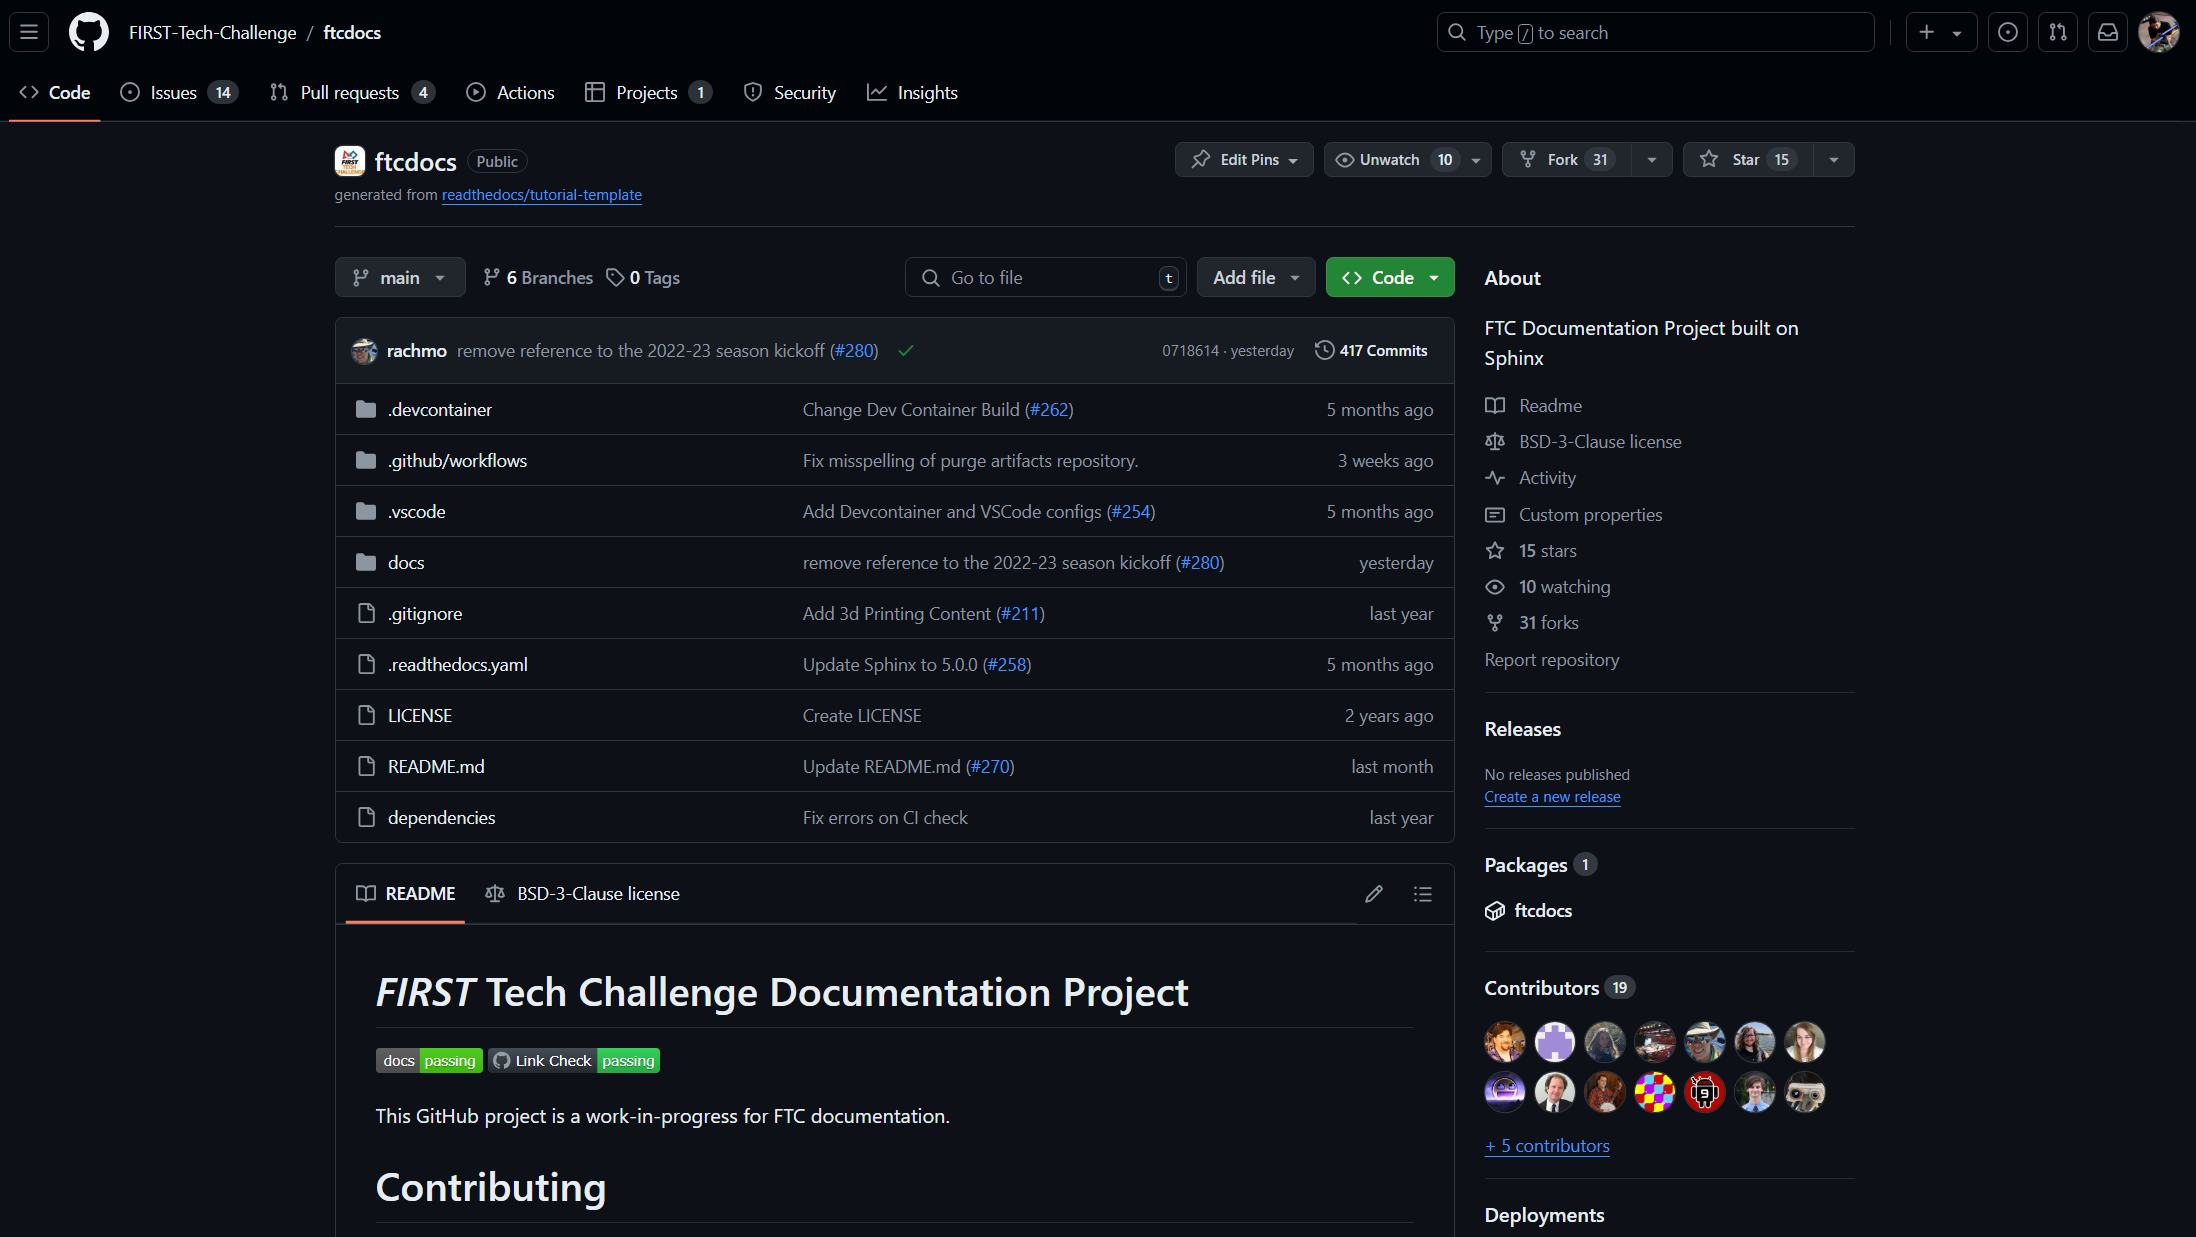 FIRST-Tech-Challenge / ftcdocs
Type / to search
Code
Issues 14
Pull requests 4
Actions
Projects 1
Security
Insights
FIRST TECH CHALLENGE
ftcdocs Public
Edit Pins
Unwatch 10
Fork 31
Star 15
generated from readthedocs/tutorial-template
main
6 Branches
0 Tags
Go to file t
Add file
Code
rachmo remove reference to the 2022-23 season kickoff (#280) 0718614 · yesterday 417 Commits
.devcontainer Change Dev Container Build (#262) 5 months ago
.github/workflows Fix misspelling of purge artifacts repository. 3 weeks ago
.vscode Add Devcontainer and VSCode configs (#254) 5 months ago
docs remove reference to the 2022-23 season kickoff (#280) yesterday
.gitignore Add 3d Printing Content (#211) last year
.readthedocs.yaml Update Sphinx to 5.0.0 (#258) 5 months ago
LICENSE Create LICENSE 2 years ago
README.md Update README.md (#270) last month
dependencies Fix errors on CI check last year
README
BSD-3-Clause license
FIRST Tech Challenge Documentation Project
docs passing Link Check passing
This GitHub project is a work-in-progress for FTC documentation.
Contributing
About
FTC Documentation Project built on
Sphinx
Readme
BSD-3-Clause license
Activity
Custom properties
15 stars
10 watching
31 forks
Report repository
Releases
No releases published
Create a new release
Packages 1
ftcdocs
Contributors 19
9
+ 5 contributors
Deployments